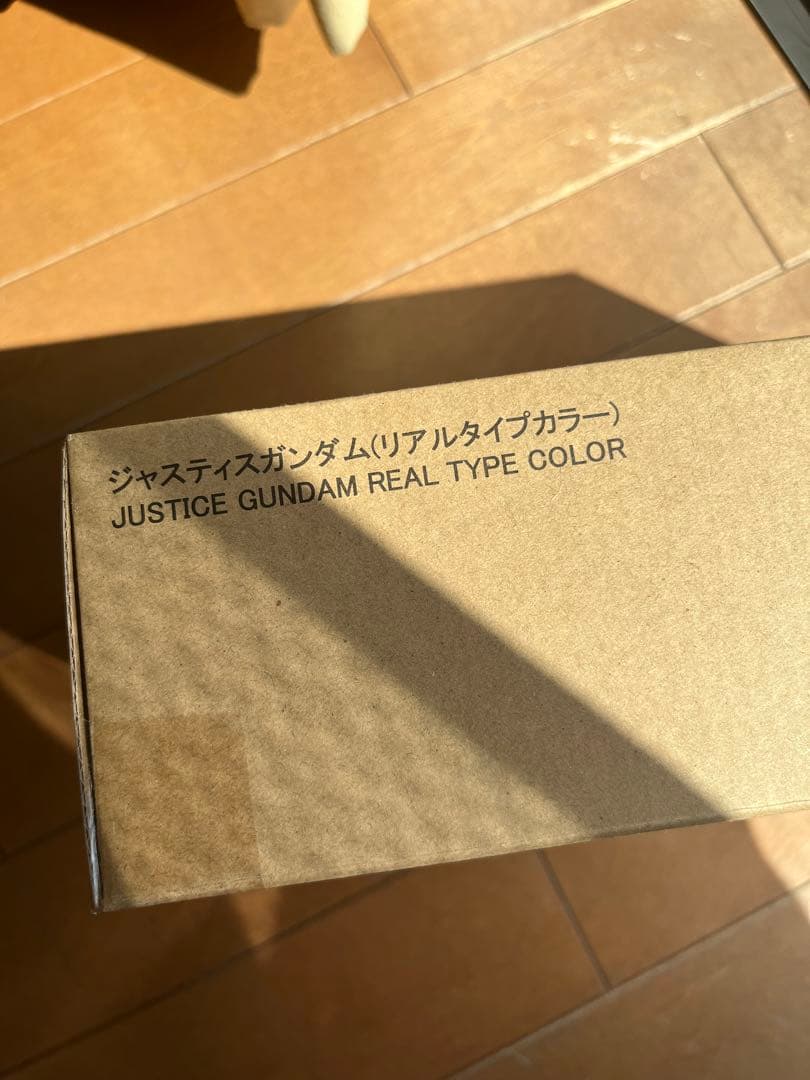 ジャスティスガンダム(リアルタイプカラー)
JUSTICE GUNDAM REAL TYPE COLOR